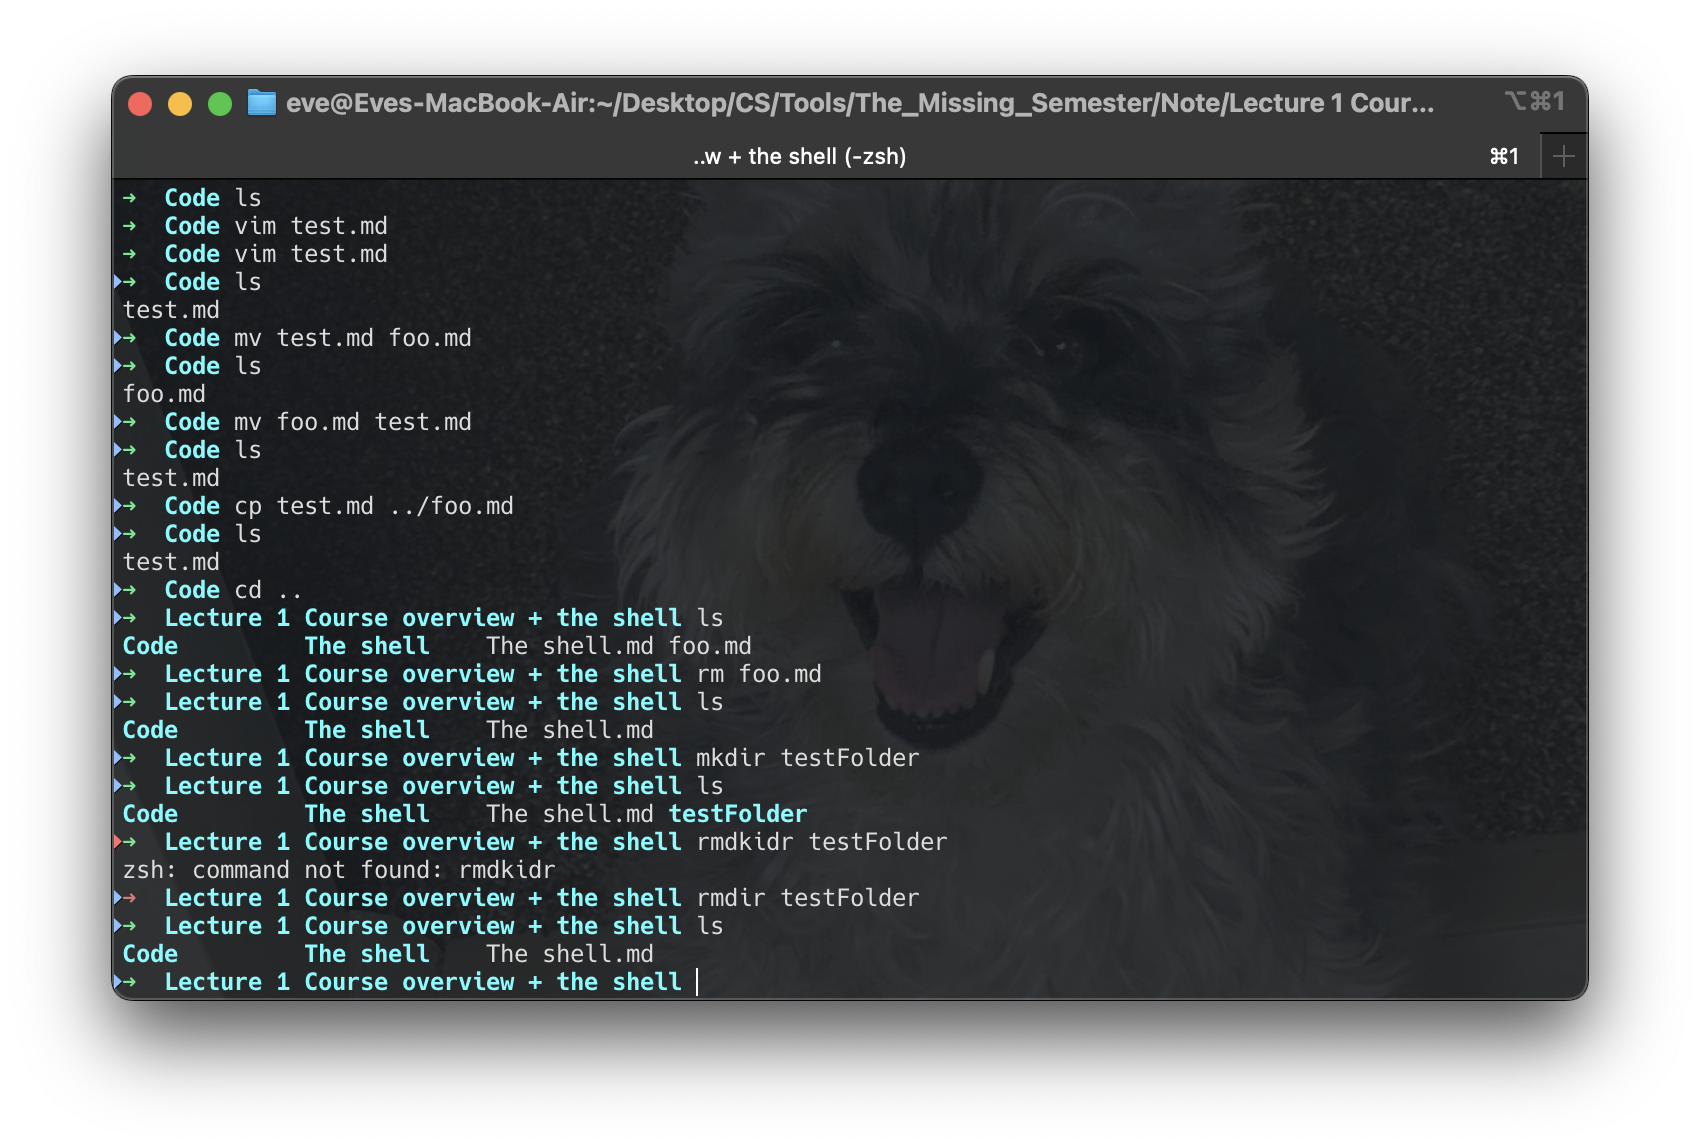 eve@Eves-MacBook-Air:~/Desktop/CS/Tools/The_Missing_Semester/Note/Lecture 1 Cour... ⌥⌘1
..w + the shell (-zsh) ⌘1 +
➜ Code ls
➜ Code vim test.md
➜ Code vim test.md
➜ Code ls
test.md
➜ Code mv test.md foo.md
➜ Code ls
foo.md
➜ Code mv foo.md test.md
➜ Code ls
test.md
➜ Code cp test.md ../foo.md
➜ Code ls
test.md
➜ Code cd ..
➜ Lecture 1 Course overview + the shell ls
Code The shell The shell.md foo.md
➜ Lecture 1 Course overview + the shell rm foo.md
➜ Lecture 1 Course overview + the shell ls
Code The shell The shell.md
➜ Lecture 1 Course overview + the shell mkdir testFolder
➜ Lecture 1 Course overview + the shell ls
Code The shell The shell.md testFolder
➜ Lecture 1 Course overview + the shell rmdkidr testFolder
zsh: command not found: rmdkidr
➜ Lecture 1 Course overview + the shell rmdir testFolder
➜ Lecture 1 Course overview + the shell ls
Code The shell The shell.md
➜ Lecture 1 Course overview + the shell